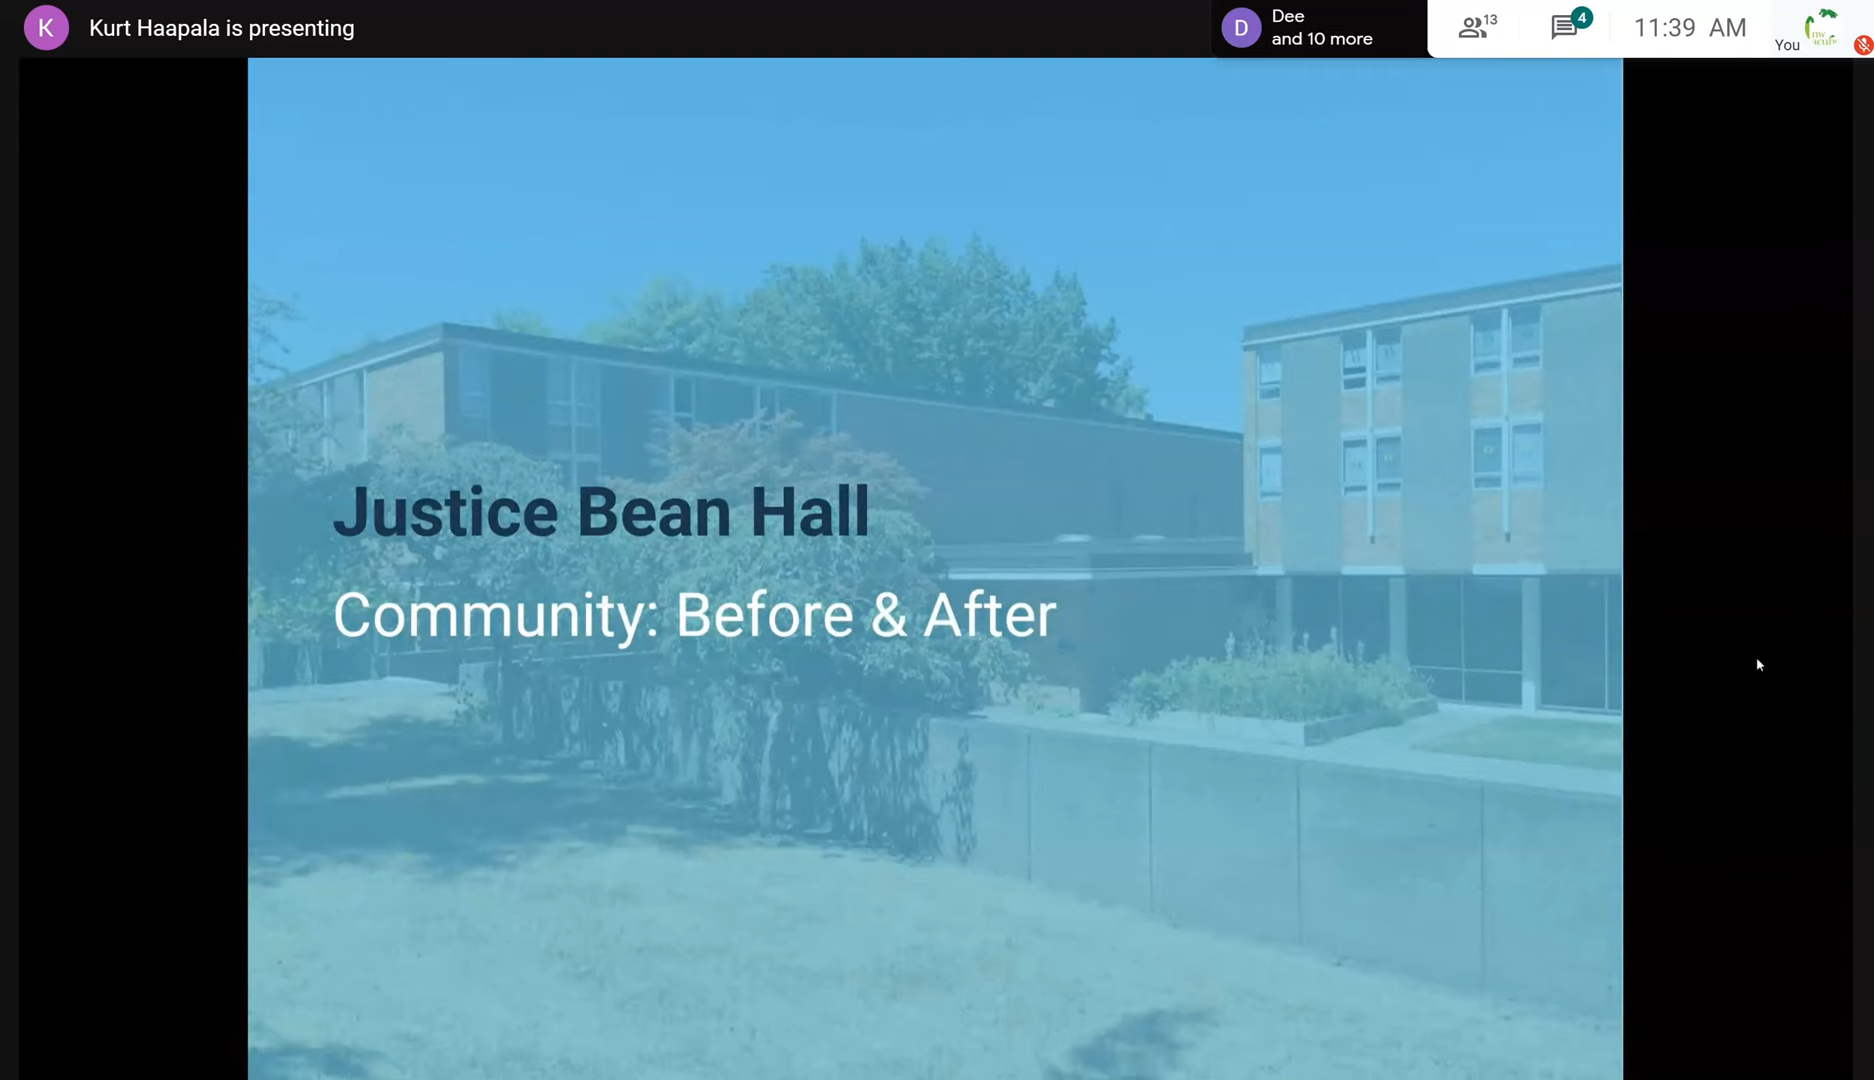 K
Kurt Haapala is presenting
D
Dee
and 10 more
13
4
11:39 AM
You
nw
Justice Bean Hall
Community: Before & After